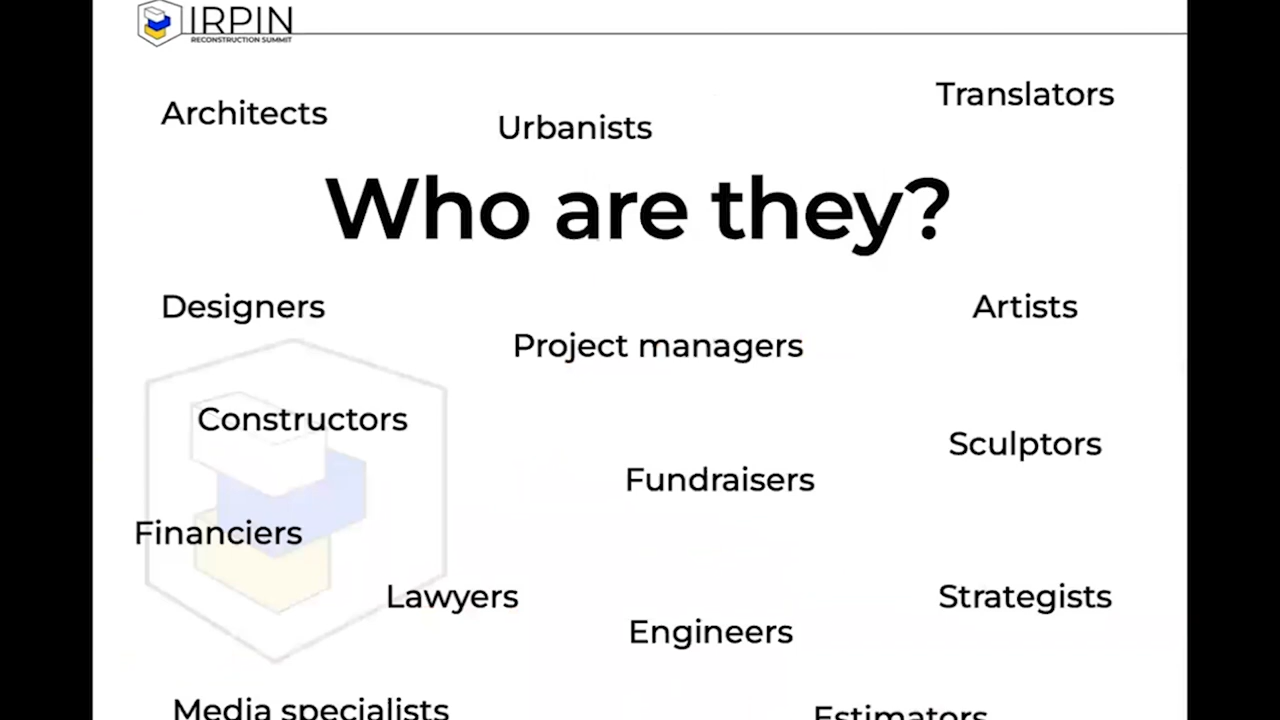 IRPIN
RECONSTRUCTION SUMMIT
Translators
Architects
Urbanists
Who are they?
Designers
Artists
Project managers
Constructors
Sculptors
Fundraisers
Financiers
Lawyers
Strategists
Engineers
Media specialists
Estimators